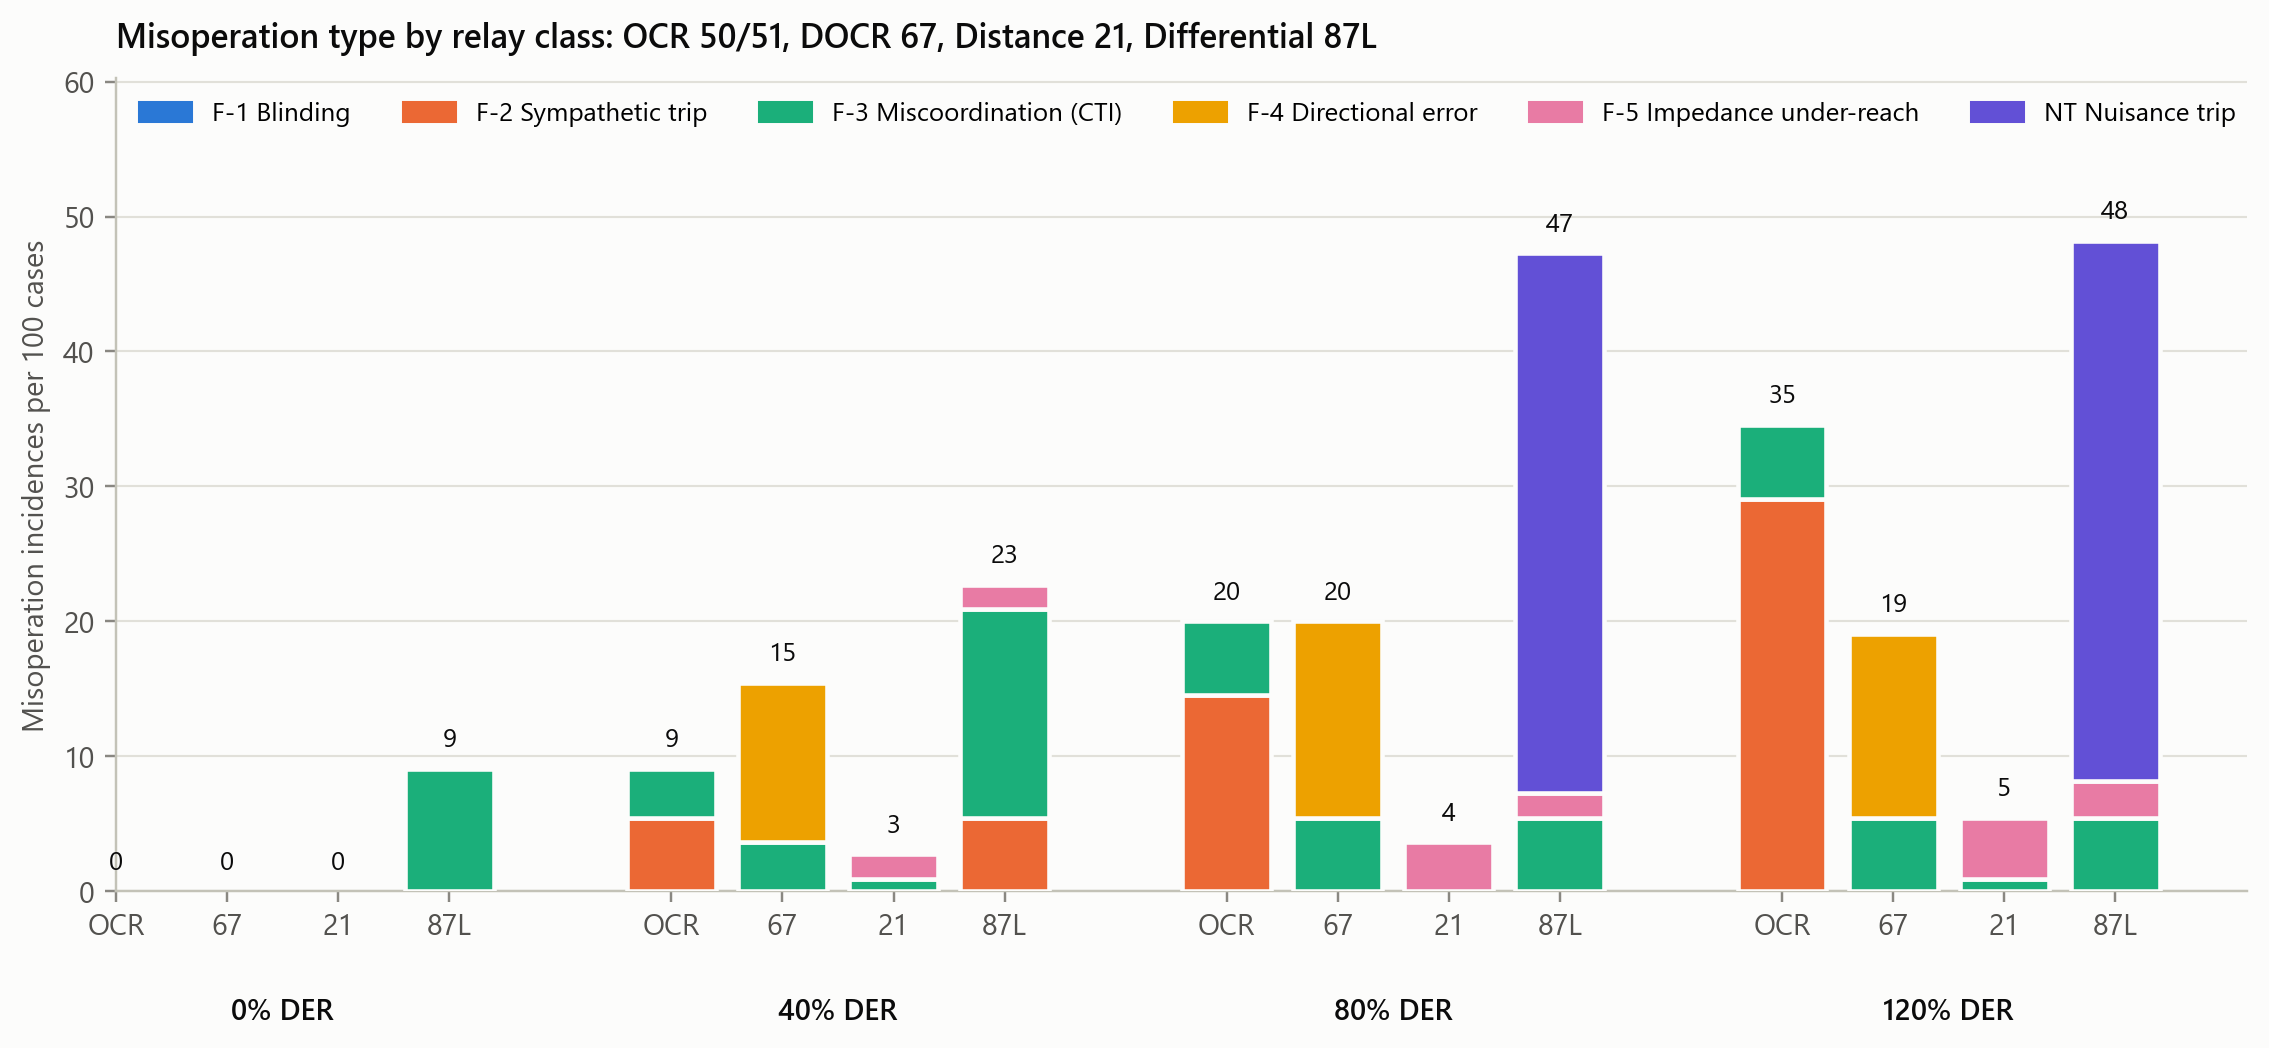 Misoperation type by relay class: OCR 50/51, DOCR 67, Distance 21, Differential 87L
Misoperation incidences per 100 cases
60
50
40
30
20
10
0
F-1 Blinding F-2 Sympathetic trip F-3 Miscoordination (CTI) F-4 Directional error F-5 Impedance under-reach NT Nuisance trip
0 0 0 9 9 15 3 23 20 20 4 47 35 19 5 48
OCR 67 21 87L OCR 67 21 87L OCR 67 21 87L OCR 67 21 87L
0% DER 40% DER 80% DER 120% DER